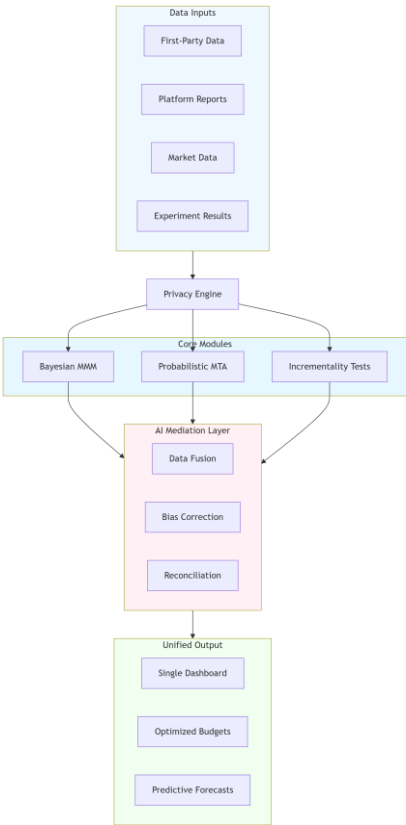 Data Inputs
First-Party Data
Platform Reports
Market Data
Experiment Results
Privacy Engine
Core Modules
Bayesian MMM
Probabilistic MTA
Incrementality Tests
AI Mediation Layer
Data Fusion
Bias Correction
Reconciliation
Unified Output
Single Dashboard
Optimized Budgets
Predictive Forecasts